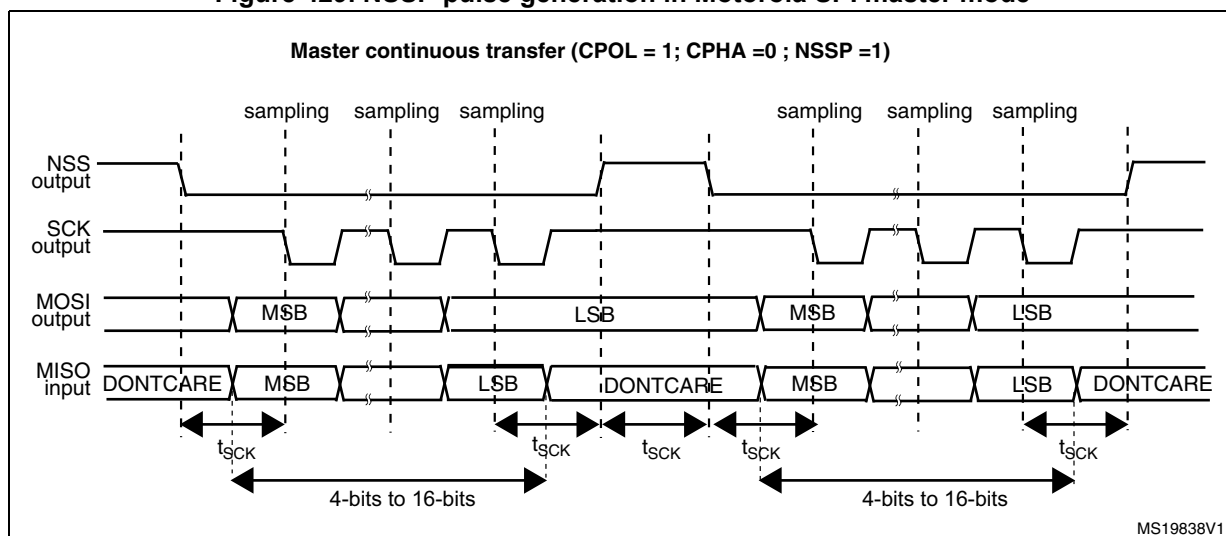 Master continuous transfer (CPOL = 1; CPHA =0 ; NSSP =1)
sampling sampling sampling sampling sampling sampling
NSS
output
SCK
output
MOSI
output
MSB LSB MSB LSB
MISO
input
DONTCARE MSB LSB DONTCARE MSB LSB DONTCARE
tSCK tSCK tSCK tSCK tSCK
4-bits to 16-bits 4-bits to 16-bits
MS19838V1